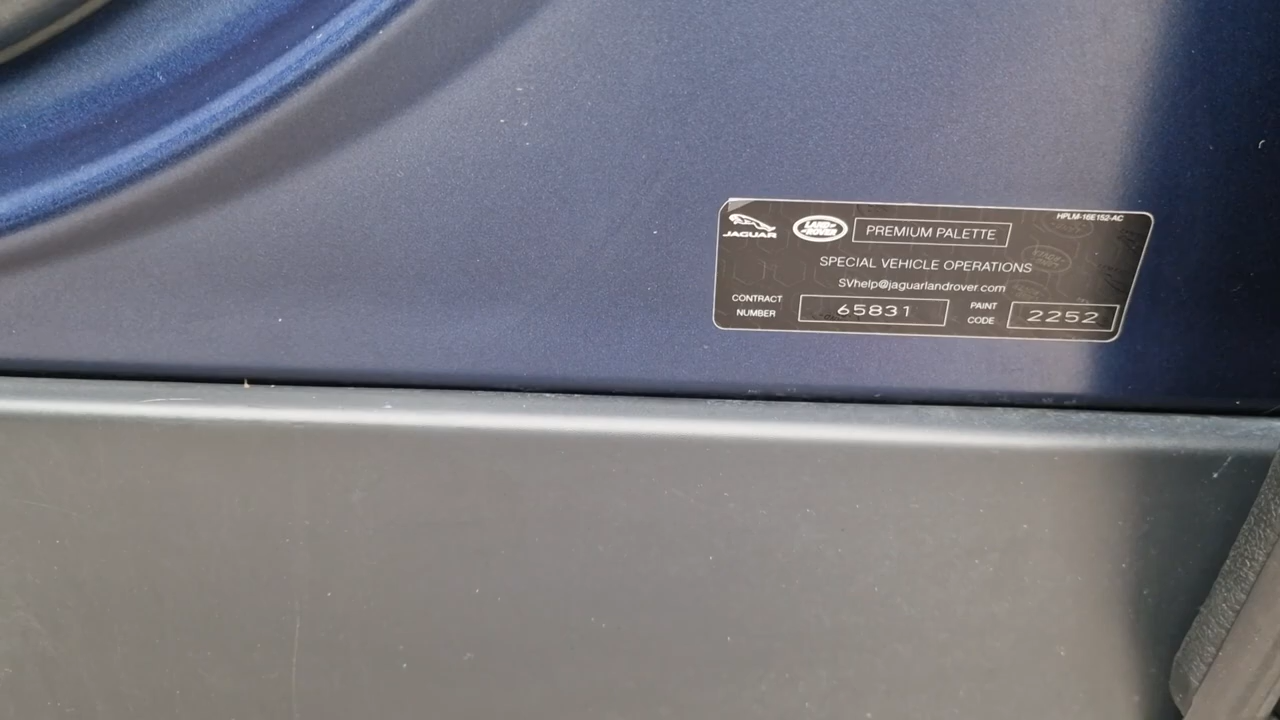 HPLM-16E152-AC
JAGUAR
LAND-
-ROVER
PREMIUM PALETTE
SPECIAL VEHICLE OPERATIONS
SVhelp@jaguarlandrover.com
CONTRACT NUMBER 65831
PAINT CODE 2252